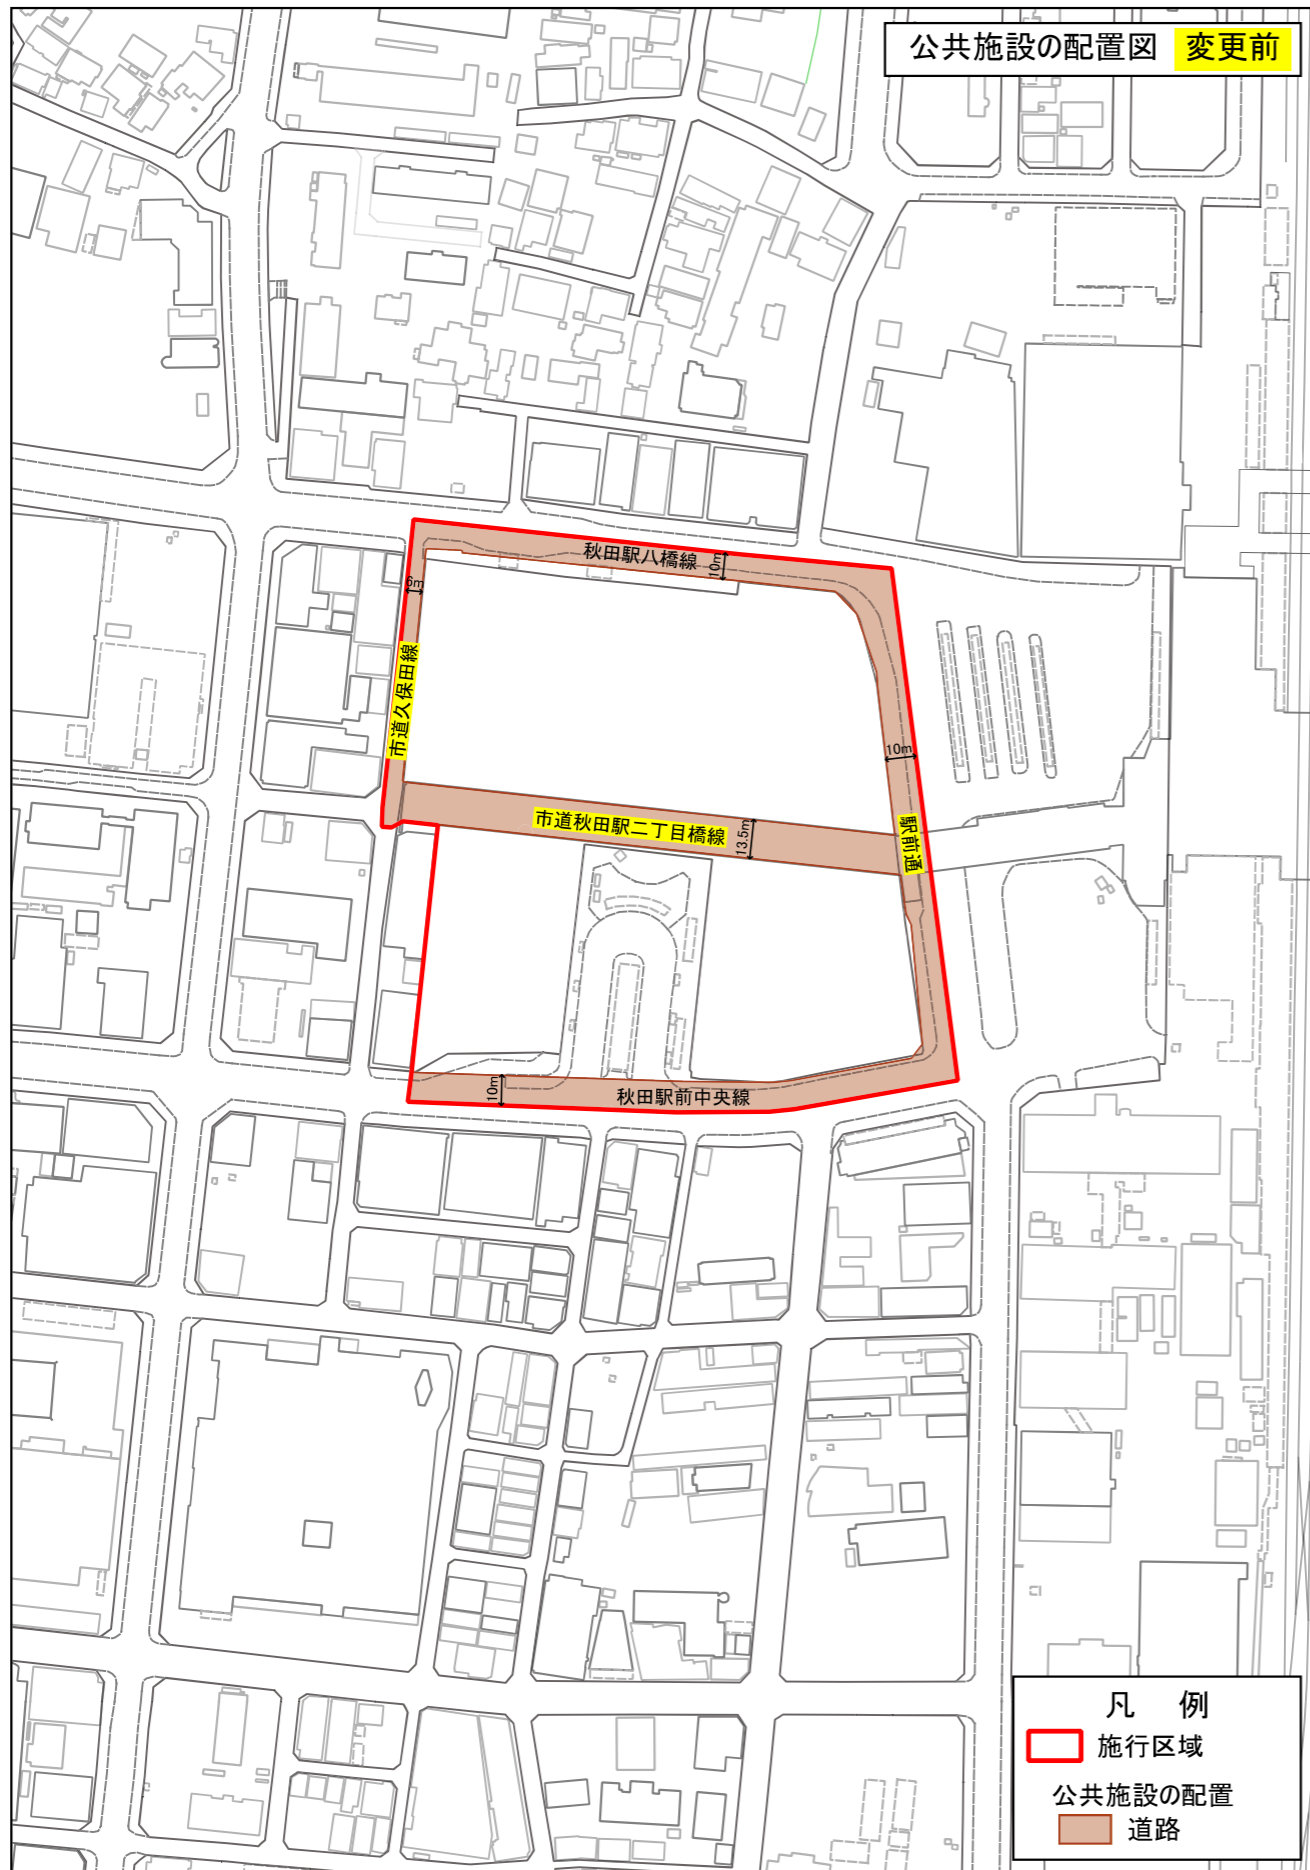 公共施設の配置図 変更前
秋田駅八橋線
10m
6m
市道久保田線
10m
市道秋田駅二丁目橋線
13.5m
駅前通
10m
秋田駅前中央線
凡 例
施行区域
公共施設の配置
道路